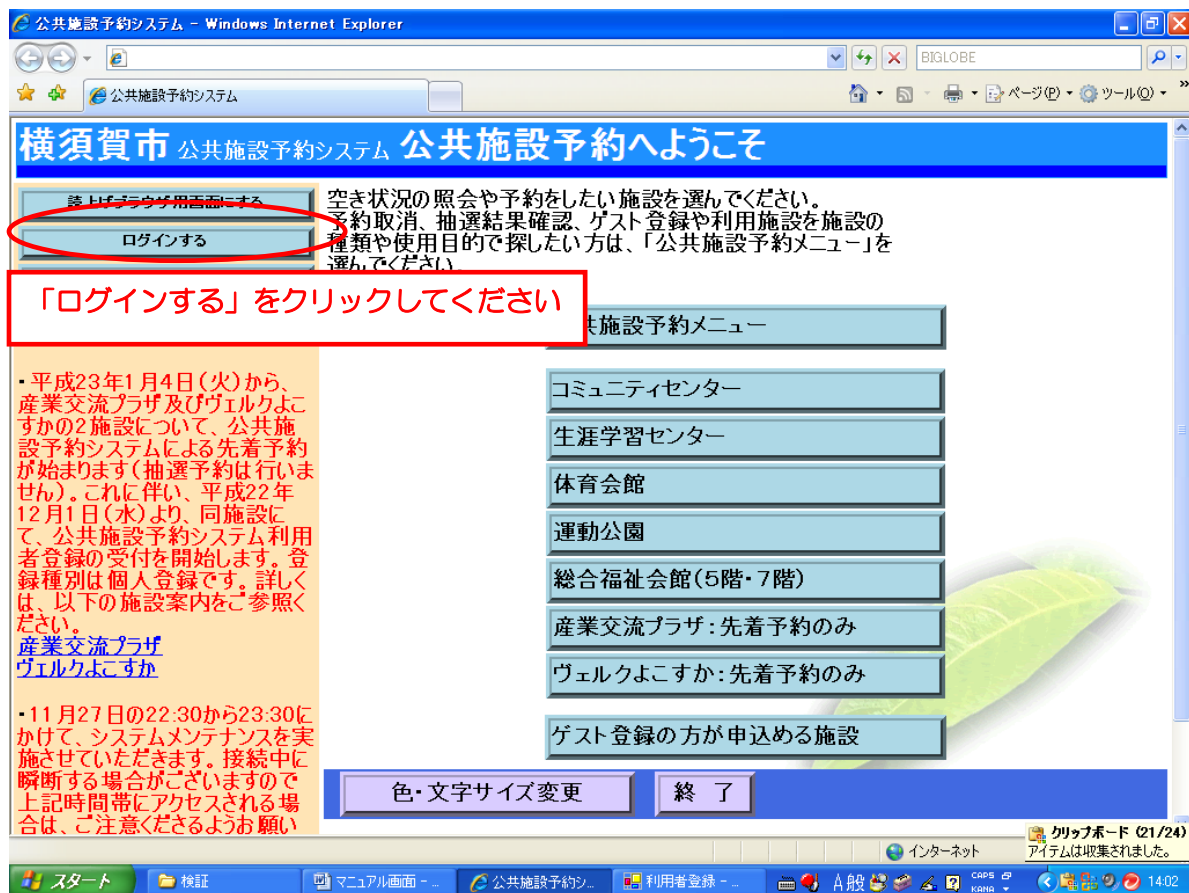 公共施設予約システム - Windows Internet Explorer
BIGLOBE
公共施設予約システム
ページ(P)
ツール(O)
»
横須賀市 公共施設予約システム 公共施設予約へようこそ
読上げブラウザ用画面にする
ログインする
「ログインする」をクリックしてください
空き状況の照会や予約をしたい施設を選んでください。
予約取消、抽選結果確認、ゲスト登録や利用施設を施設の
種類や使用目的で探したい方は、「公共施設予約メニュー」を
選んでください。
共施設予約メニュー
コミュニティセンター
生涯学習センター
体育会館
運動公園
総合福祉会館(5階・7階)
産業交流プラザ:先着予約のみ
ヴェルクよこすか:先着予約のみ
ゲスト登録の方が申込める施設
・平成23年1月4日(火)から、
産業交流プラザ及びヴェルクよこ
すかの2施設について、公共施
設予約システムによる先着予約
が始まります(抽選予約は行いま
せん)。これに伴い、平成22年
12月1日(水)より、同施設に
て、公共施設予約システム利用
者登録の受付を開始します。登
録種別は個人登録です。詳しく
は、以下の施設案内をご参照く
ださい。
産業交流プラザ
ヴェルクよこすか
・11月27日の22:30から23:30に
かけて、システムメンテナンスを実
施させていただきます。接続中に
瞬断する場合がございますので
上記時間帯にアクセスされる場
合は、ご注意くださるようお願い
色・文字サイズ変更
終 了
クリップボード (21/24)
アイテムは収集されました。
インターネット
スタート
検証
マニュアル画面 - ...
公共施設予約シ...
利用者登録 - ...
A 般
CAPS
KANA
14:02